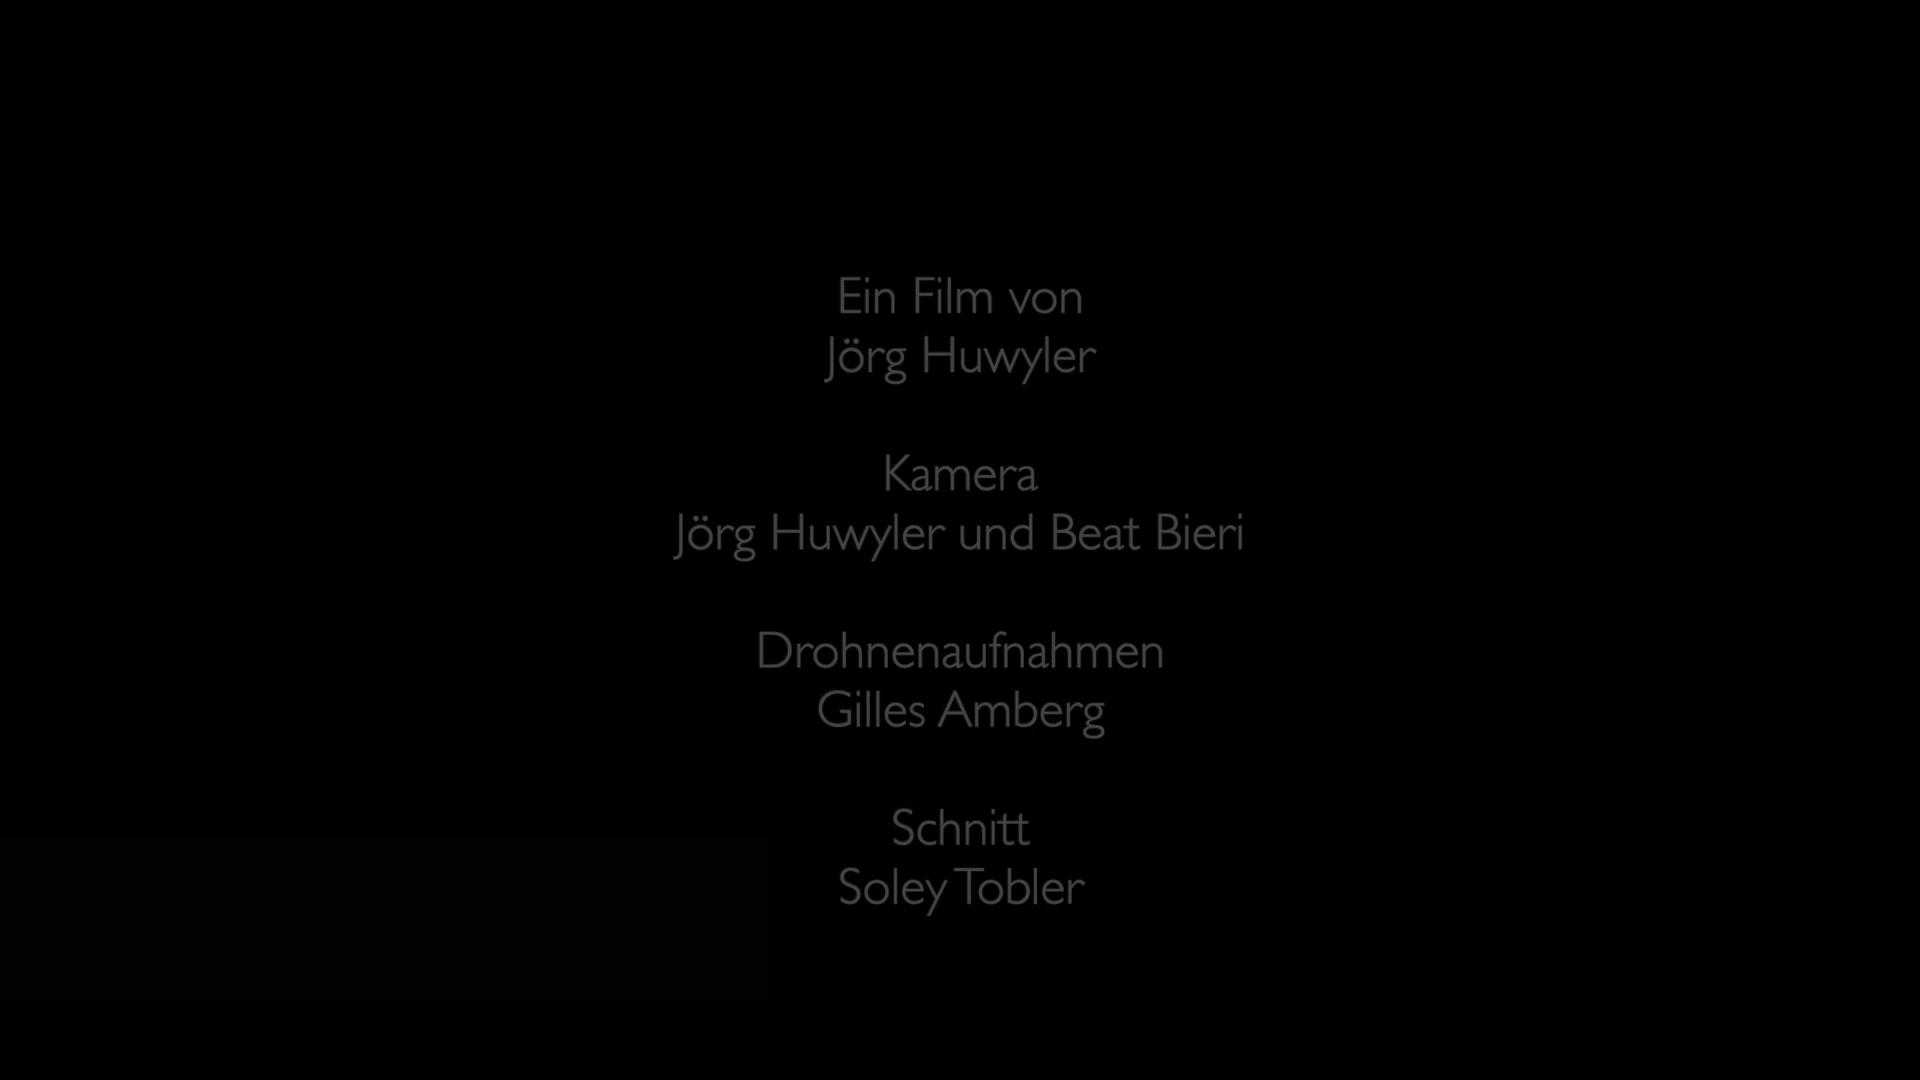 Ein Film von
Jörg Huwyler
Kamera
Jörg Huwyler und Beat Bieri
Drohnenaufnahmen
Gilles Amberg
Schnitt
Soley Tobler